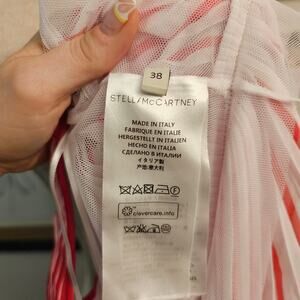 38
STELLA McCARTNEY
MADE IN ITALY
FABRIQUE EN ITALIE
HERGESTELLT IN ITALIEN
HECHO EN ITALIA
СДЕЛАНО В ИТАЛИИ
イタリア製
产地:意大利
clevercare.info